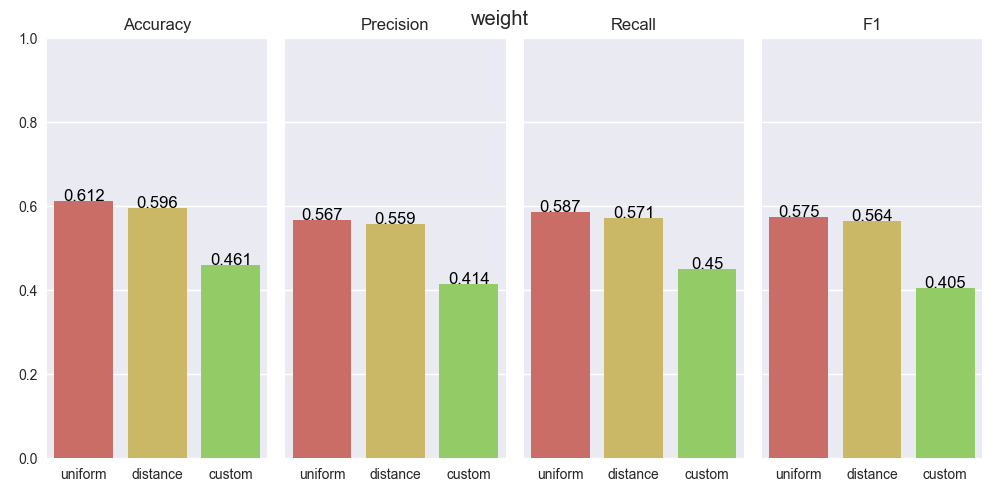 weight
Accuracy Precision Recall F1
1.0
0.8
0.6
0.4
0.2
0.0
0.612 0.596 0.461
0.567 0.559 0.414
0.587 0.571 0.45
0.575 0.564 0.405
uniform distance custom uniform distance custom uniform distance custom uniform distance custom